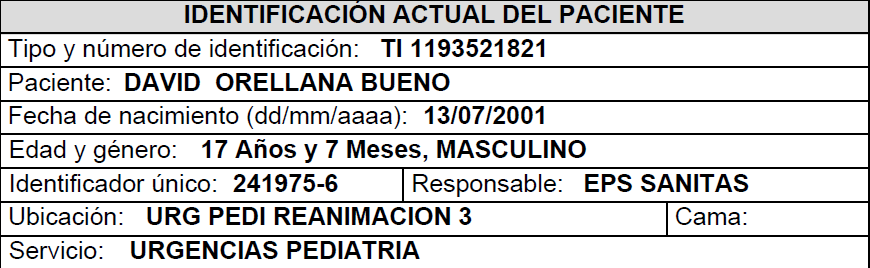 IDENTIFICACIÓN ACTUAL DEL PACIENTE
Tipo y número de identificación: TI 1193521821
Paciente: DAVID ORELLANA BUENO
Fecha de nacimiento (dd/mm/aaaa): 13/07/2001
Edad y género: 17 Años y 7 Meses, MASCULINO
Identificador único: 241975-6 Responsable: EPS SANITAS
Ubicación: URG PEDI REANIMACION 3 Cama:
Servicio: URGENCIAS PEDIATRIA